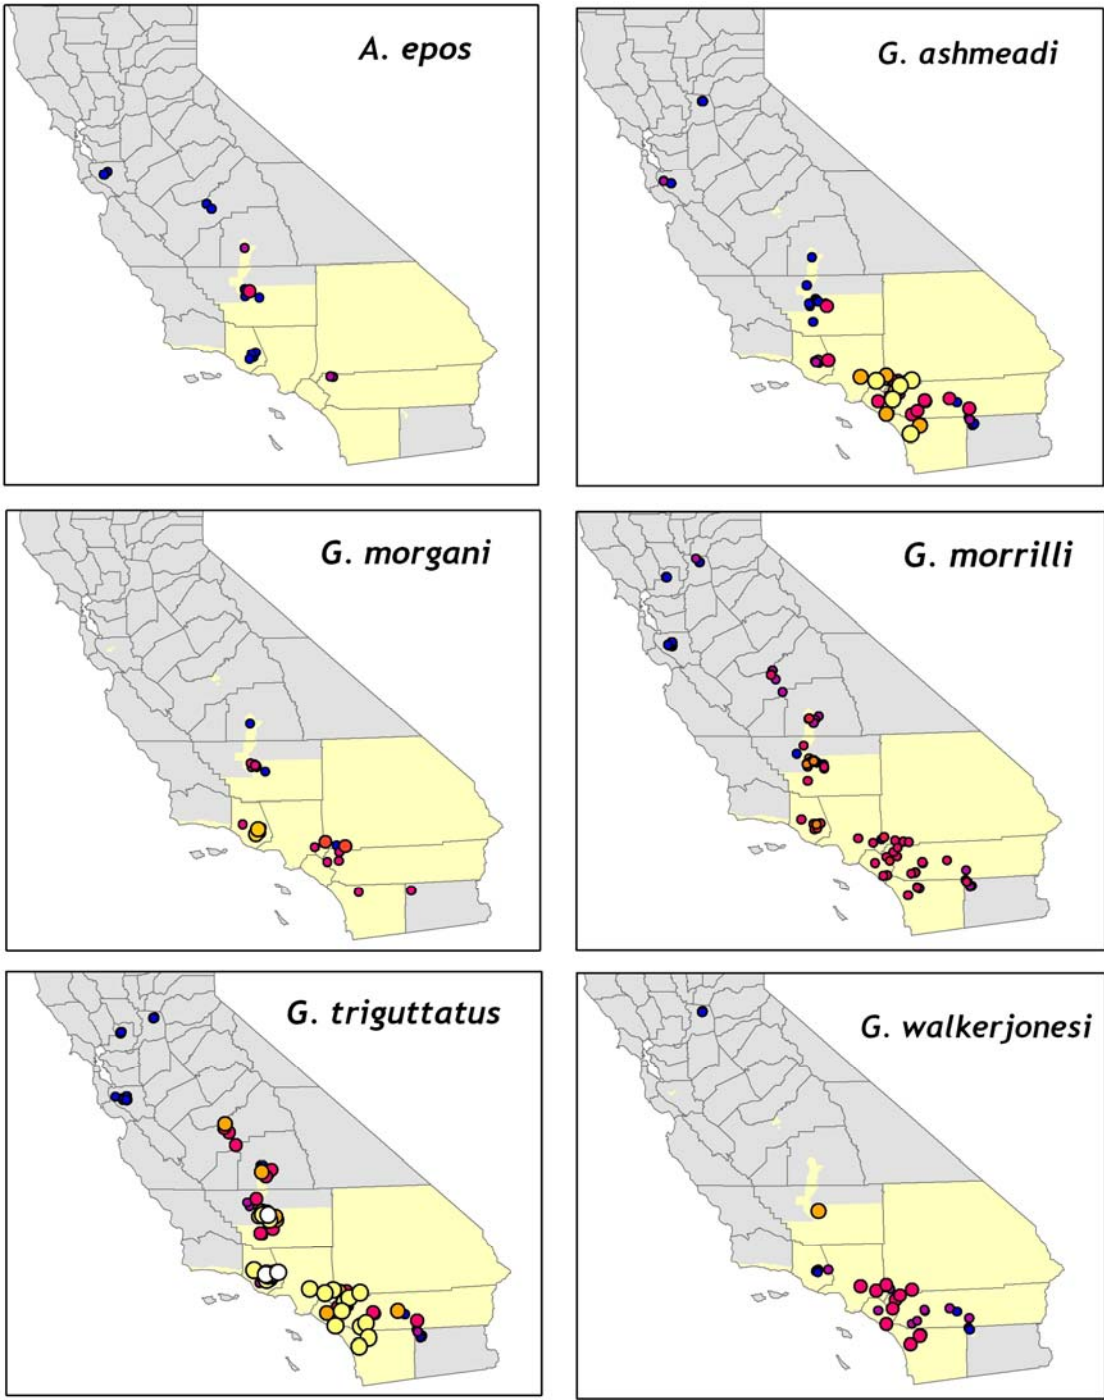 A. epos
G. ashmeadi
G. morgani
G. morrilli
G. triguttatus
G. walkerjonesi